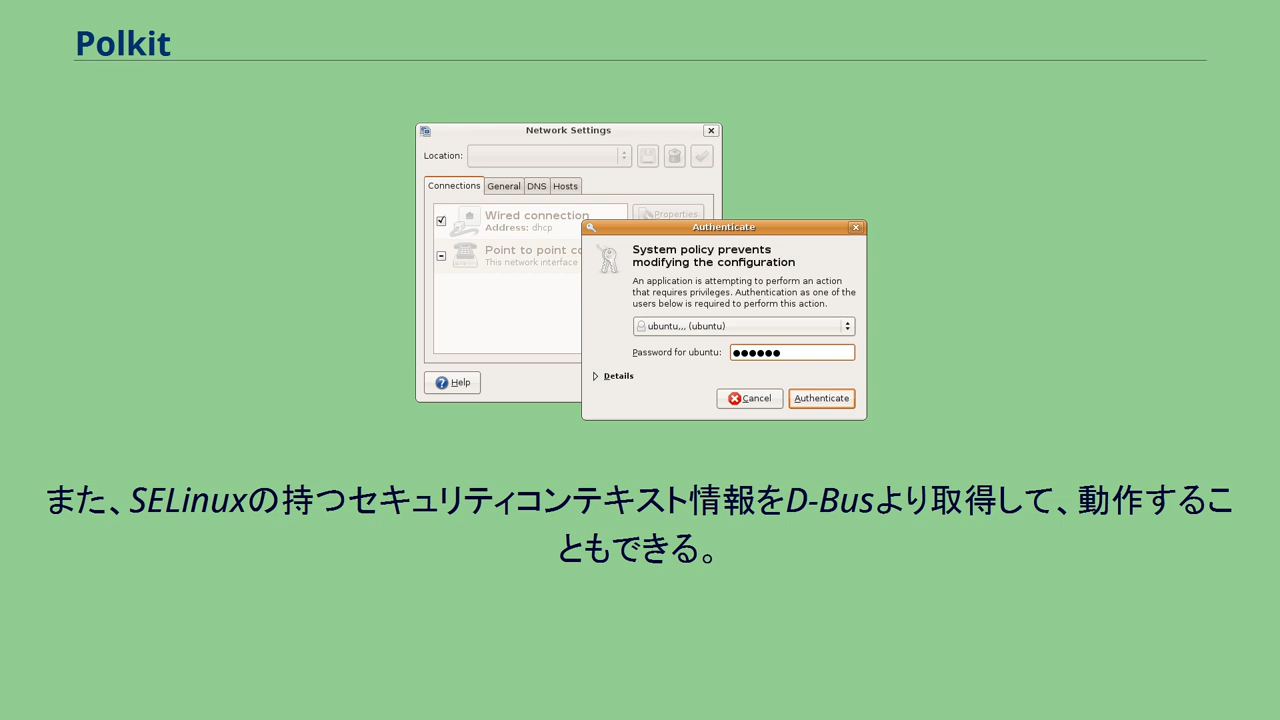 Polkit
Network Settings
Location:
Connections General DNS Hosts
Wired connection
Address: dhcp
Properties
Point to point co
This network interface
Help
Authenticate
System policy prevents
modifying the configuration
An application is attempting to perform an action
that requires privileges. Authentication as one of the
users below is required to perform this action.
ubuntu,,, (ubuntu)
Password for ubuntu: ●●●●●●
Details
Cancel Authenticate
また、SELinuxの持つセキュリティコンテキスト情報をD-Busより取得して、動作するこ
ともできる。